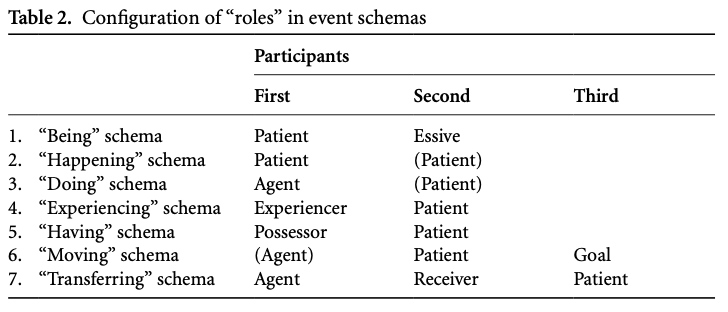 Table 2. Configuration of “roles” in event schemas
Participants
First Second Third
1. “Being” schema Patient Essive
2. “Happening” schema Patient (Patient)
3. “Doing” schema Agent (Patient)
4. “Experiencing” schema Experiencer Patient
5. “Having” schema Possessor Patient
6. “Moving” schema (Agent) Patient Goal
7. “Transferring” schema Agent Receiver Patient